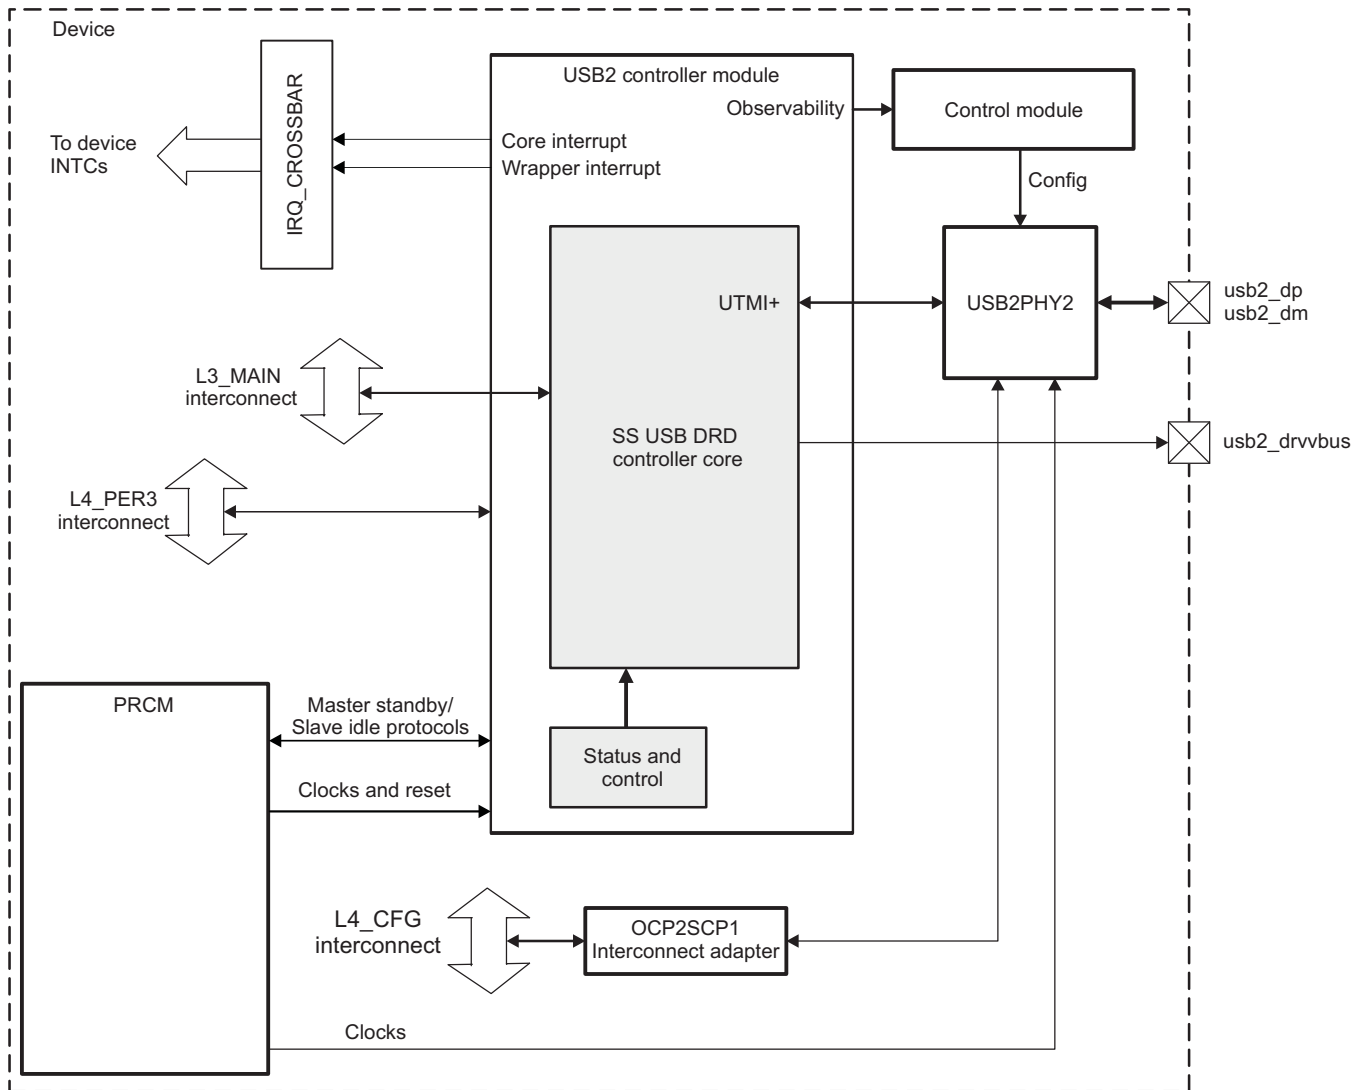 Device
USB2 controller module
Observability
Control module
To device
INTCs
IRQ_CROSSBAR
Core interrupt
Wrapper interrupt
Config
UTMI+
USB2PHY2
usb2_dp
usb2_dm
L3_MAIN
interconnect
SS USB DRD
controller core
usb2_drvvbus
L4_PER3
interconnect
PRCM
Master standby/
Slave idle protocols
Status and
control
Clocks and reset
L4_CFG
interconnect
OCP2SCP1
Interconnect adapter
Clocks